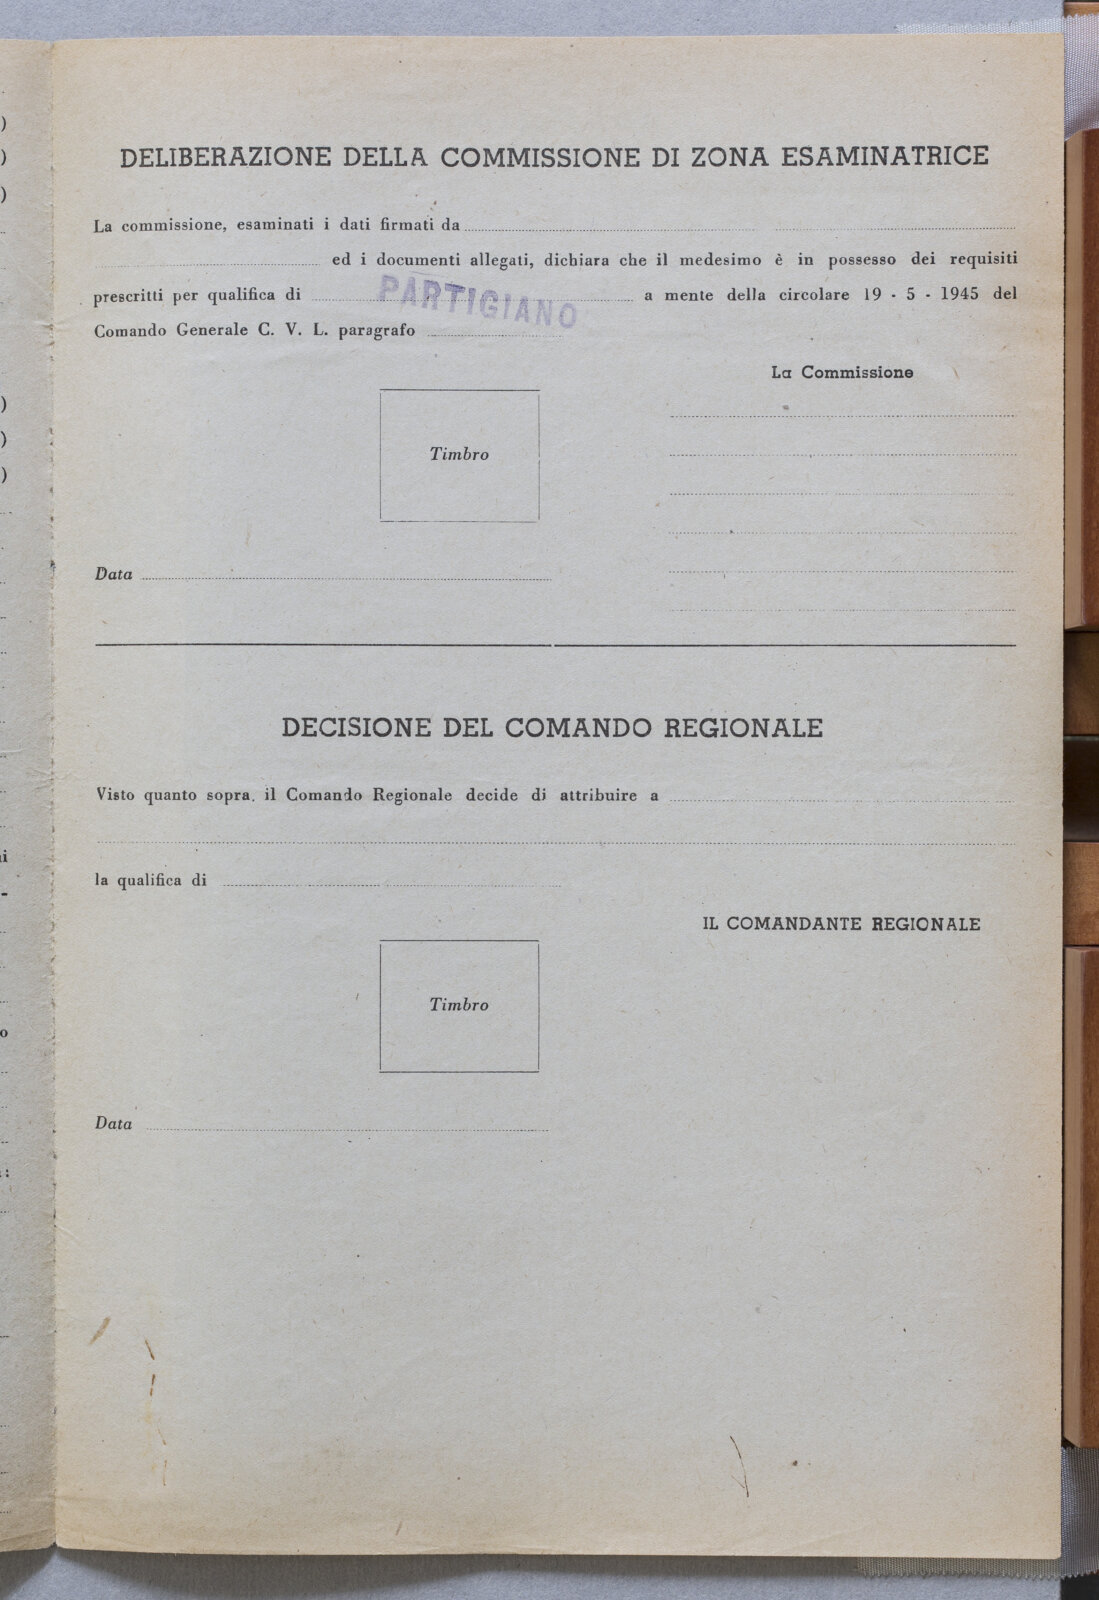 DELIBERAZIONE DELLA COMMISSIONE DI ZONA ESAMINATRICE
La commissione, esaminati i dati firmati da
ed i documenti allegati, dichiara che il medesimo è in possesso dei requisiti
prescritti per qualifica di PARTIGIANO a mente della circolare 19 - 5 - 1945 del
Comando Generale C. V. L. paragrafo
La Commissione
Timbro
Data
DECISIONE DEL COMANDO REGIONALE
Visto quanto sopra, il Comando Regionale decide di attribuire a
la qualifica di
IL COMANDANTE REGIONALE
Timbro
Data